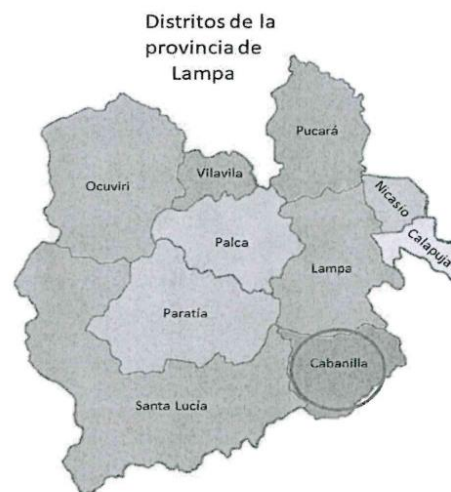 Distritos de la
provincia de
Lampa
Pucará
Vilavila
Ocuviri
Nicasio
Palca
Calapuja
Lampa
Paratía
Cabanilla
Santa Lucía